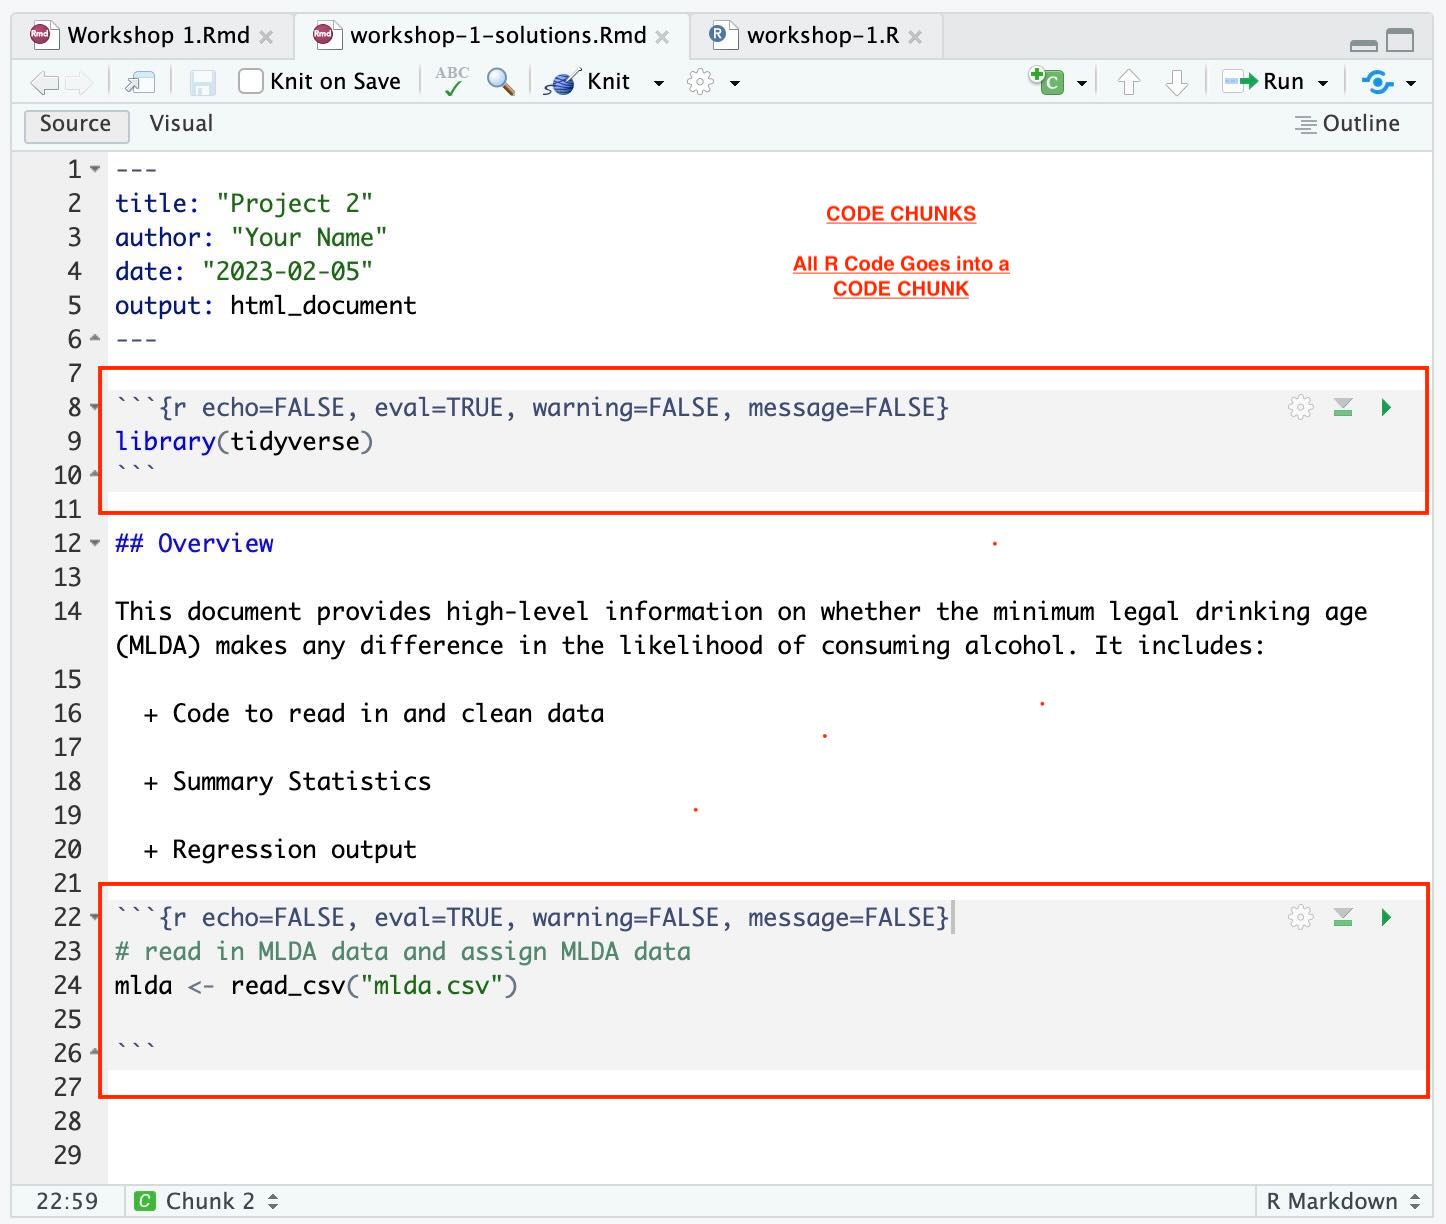 Workshop 1.Rmd
workshop-1-solutions.Rmd
workshop-1.R
Knit on Save
ABC
Knit
Run
Source
Visual
Outline
1 ---
2 title: "Project 2"
3 author: "Your Name"
4 date: "2023-02-05"
5 output: html_document
6 ---
CODE CHUNKS
All R Code Goes into a
CODE CHUNK
7
8 ```{r echo=FALSE, eval=TRUE, warning=FALSE, message=FALSE}
9 library(tidyverse)
10 ```
11
12 ## Overview
13
14 This document provides high-level information on whether the minimum legal drinking age
(MLDA) makes any difference in the likelihood of consuming alcohol. It includes:
15
16 + Code to read in and clean data
17
18 + Summary Statistics
19
20 + Regression output
21
22 ```{r echo=FALSE, eval=TRUE, warning=FALSE, message=FALSE}
23 # read in MLDA data and assign MLDA data
24 mlda <- read_csv("mlda.csv")
25
26 ```
27
28
29
22:59
C Chunk 2
R Markdown